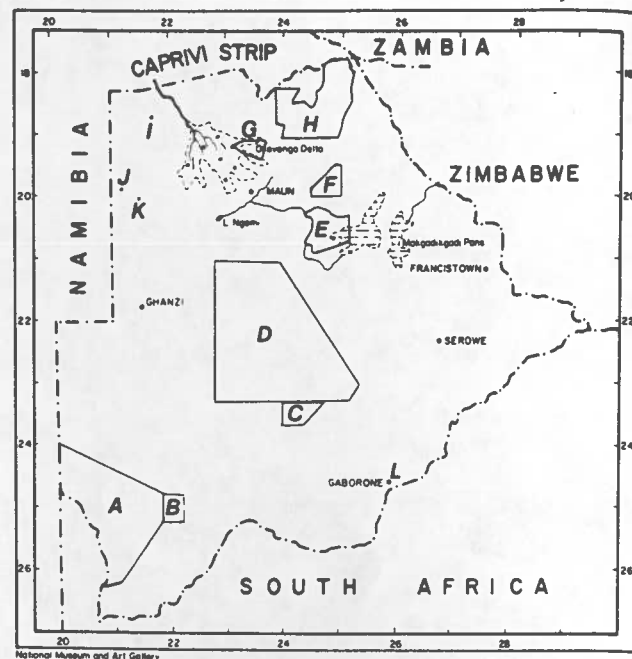 20 22 24 26 28 20
CAPRIVI STRIP
ZAMBIA
18
I
G
H
Okavango Delta
ZIMBABWE
J
F
20
MAUN
20
K
NAMIBIA
L. Ngami
E
Makgadikgadi Pans
FRANCISTOWN
GHANZI
22
22
D
SEROWE
C
24
24
L
GABORONE
A
B
26
SOUTH AFRICA
26
20 22 24 26 28
National Museum and Art Gallery